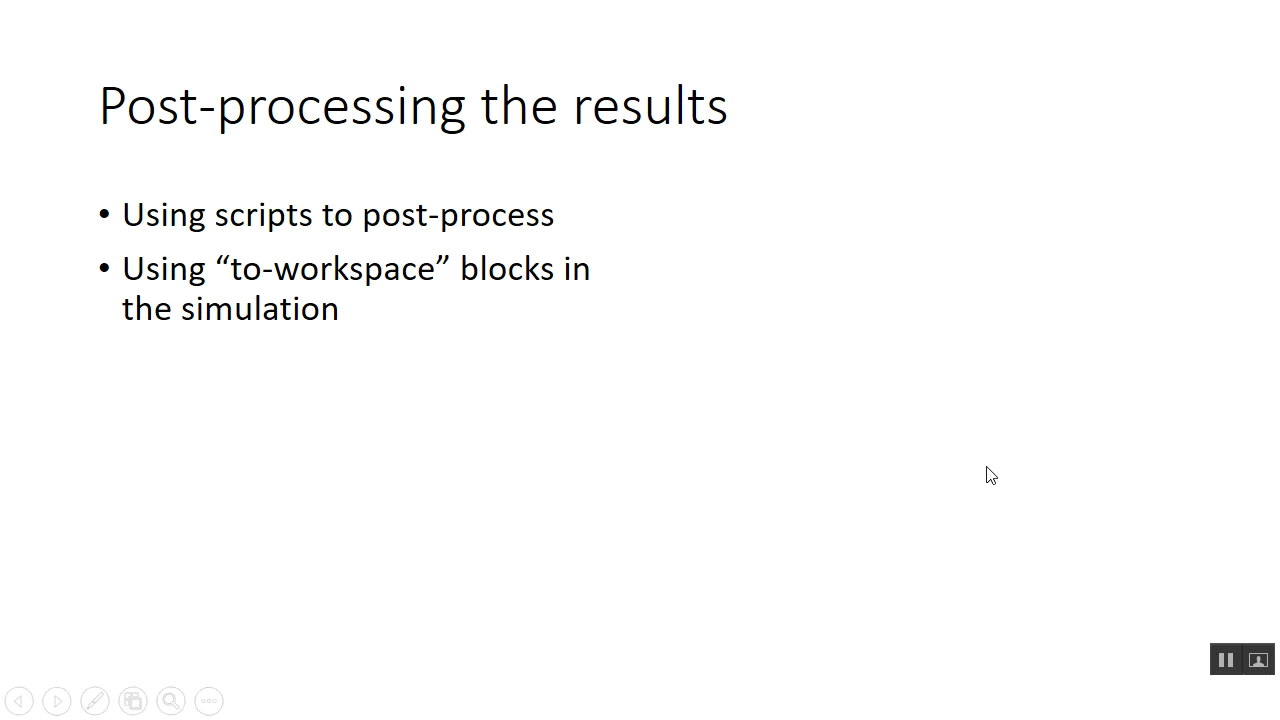 Post-processing the results
• Using scripts to post-process
• Using “to-workspace” blocks in
the simulation